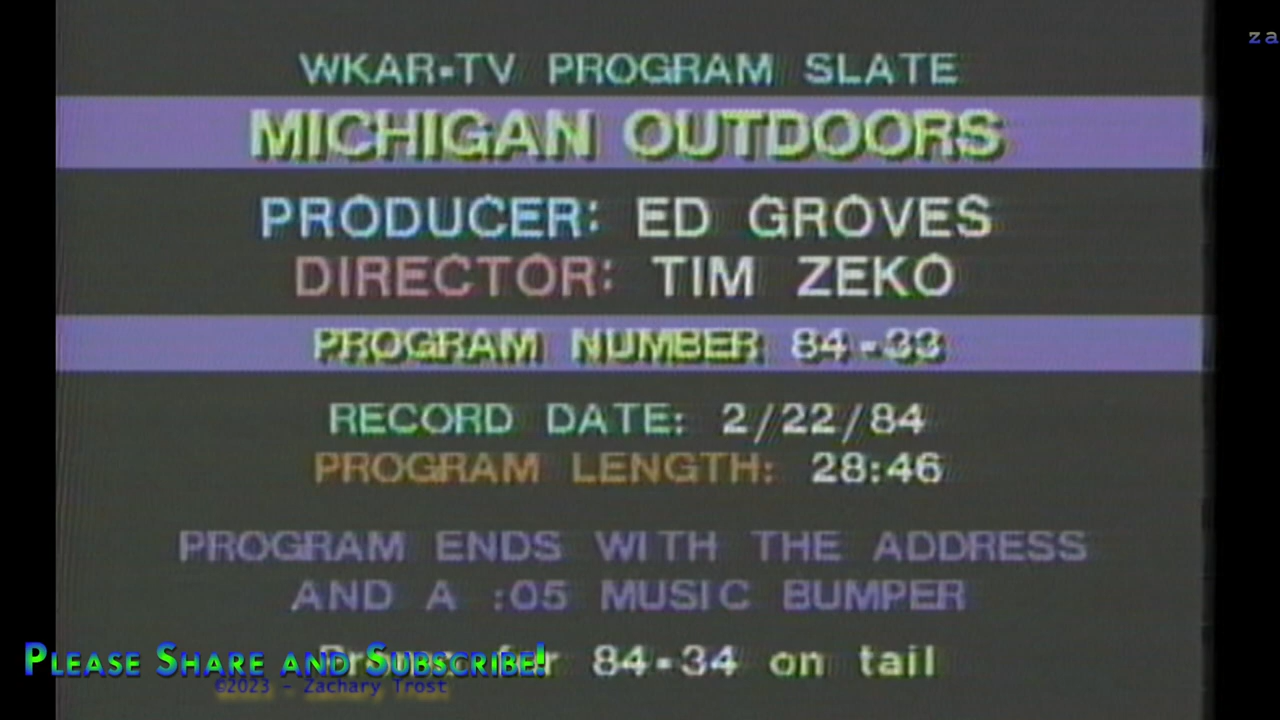 WKAR-TV PROGRAM SLATE
za
MICHIGAN OUTDOORS
PRODUCER: ED GROVES
DIRECTOR: TIM ZEKO
PROGRAM NUMBER 84-33
RECORD DATE: 2/22/84
PROGRAM LENGTH: 28:46
PROGRAM ENDS WITH THE ADDRESS
AND A :05 MUSIC BUMPER
84-34 on tail
PLEASE SHARE AND SUBSCRIBE!
©2023 - Zachary Trost